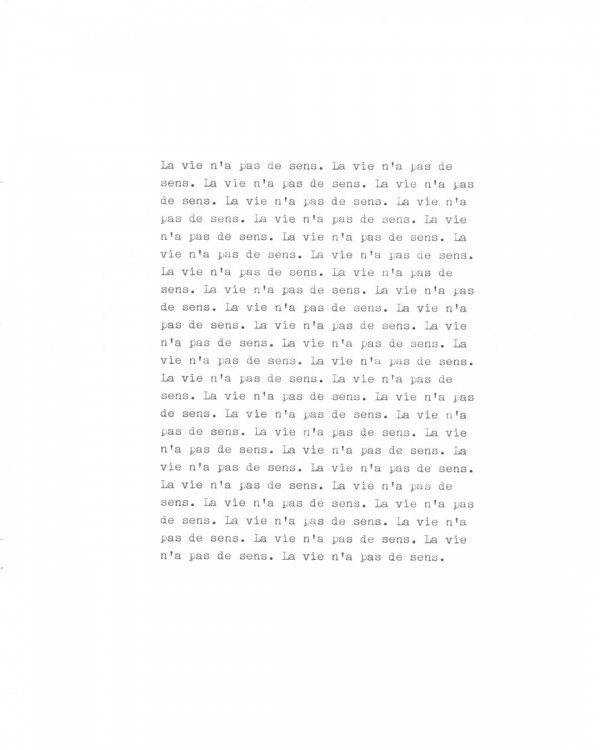 La vie n'a pas de sens. La vie n'a pas de
sens. La vie n'a pas de sens. La vie n'a pas
de sens. La vie n'a pas de sens. La vie n'a
pas de sens. La vie n'a pas de sens. La vie
n'a pas de sens. La vie n'a pas de sens. La
vie n'a pas de sens. La vie n'a pas de sens.
La vie n'a pas de sens. La vie n'a pas de
sens. La vie n'a pas de sens. La vie n'a pas
de sens. La vie n'a pas de sens. La vie n'a
pas de sens. La vie n'a pas de sens. La vie
n'a pas de sens. La vie n'a pas de sens. La
vie n'a pas de sens. La vie n'a pas de sens.
La vie n'a pas de sens. La vie n'a pas de
sens. La vie n'a pas de sens. La vie n'a pas
de sens. La vie n'a pas de sens. La vie n'a
pas de sens. La vie n'a pas de sens. La vie
n'a pas de sens. La vie n'a pas de sens. La
vie n'a pas de sens. La vie n'a pas de sens.
La vie n'a pas de sens. La vie n'a pas de
sens. La vie n'a pas de sens. La vie n'a pas
de sens. La vie n'a pas de sens. La vie n'a
pas de sens. La vie n'a pas de sens. La vie
n'a pas de sens. La vie n'a pas de sens.